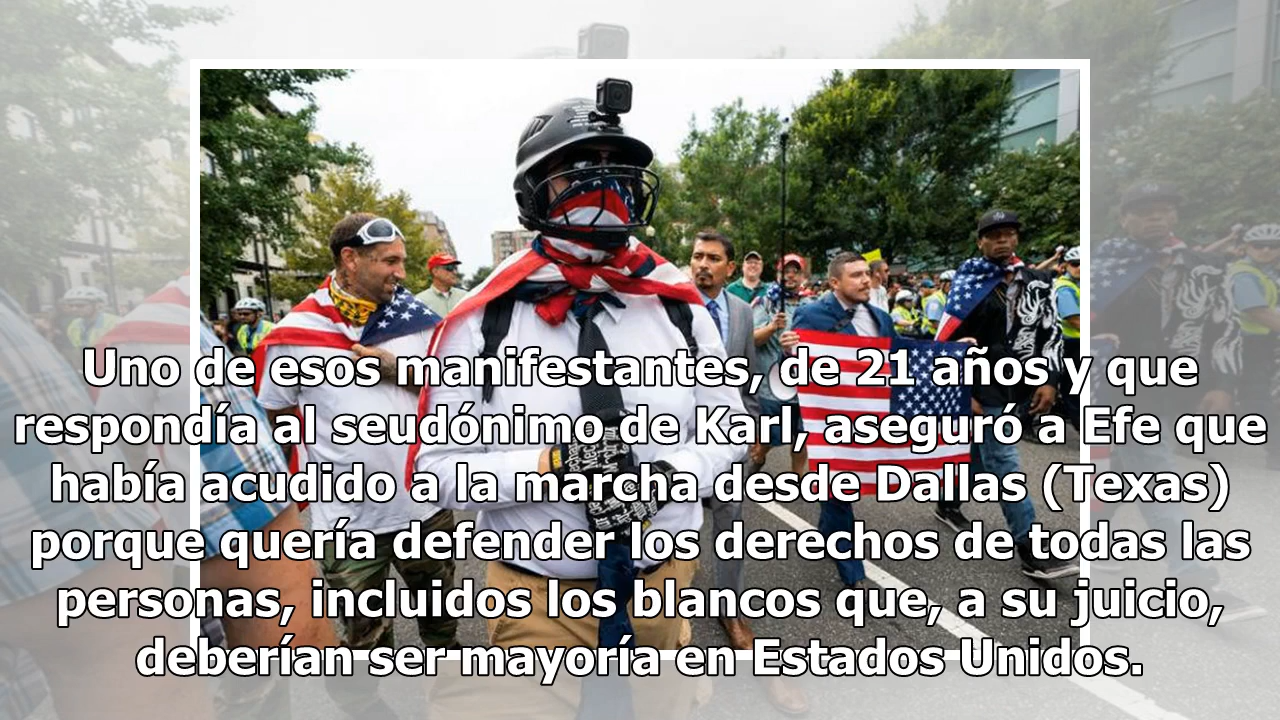 Uno de esos manifestantes, de 21 años y que
respondía al seudónimo de Karl, aseguró a Efe que
había acudido a la marcha desde Dallas (Texas)
porque quería defender los derechos de todas las
personas, incluidos los blancos que, a su juicio,
deberían ser mayoría en Estados Unidos.